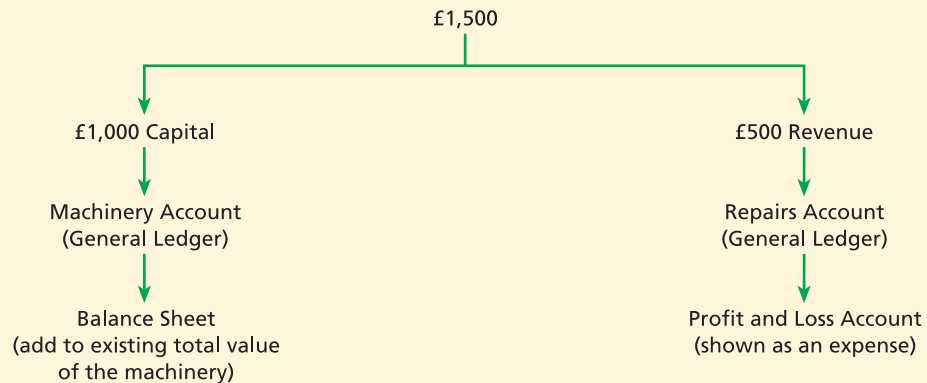 £1,500
£1,000 Capital
£500 Revenue
Machinery Account
(General Ledger)
Repairs Account
(General Ledger)
Balance Sheet
(add to existing total value
of the machinery)
Profit and Loss Account
(shown as an expense)